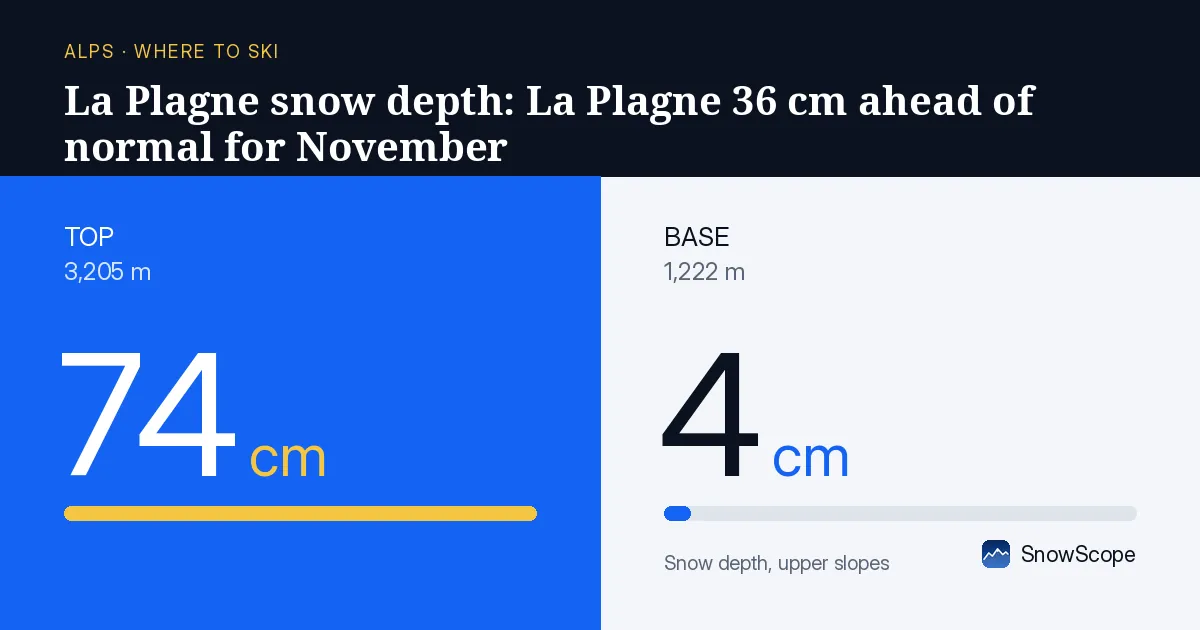 ALPS · WHERE TO SKI
La Plagne snow depth: La Plagne 36 cm ahead of
normal for November
TOP
3,205 m
74 cm
BASE
1,222 m
4 cm
Snow depth, upper slopes
SnowScope